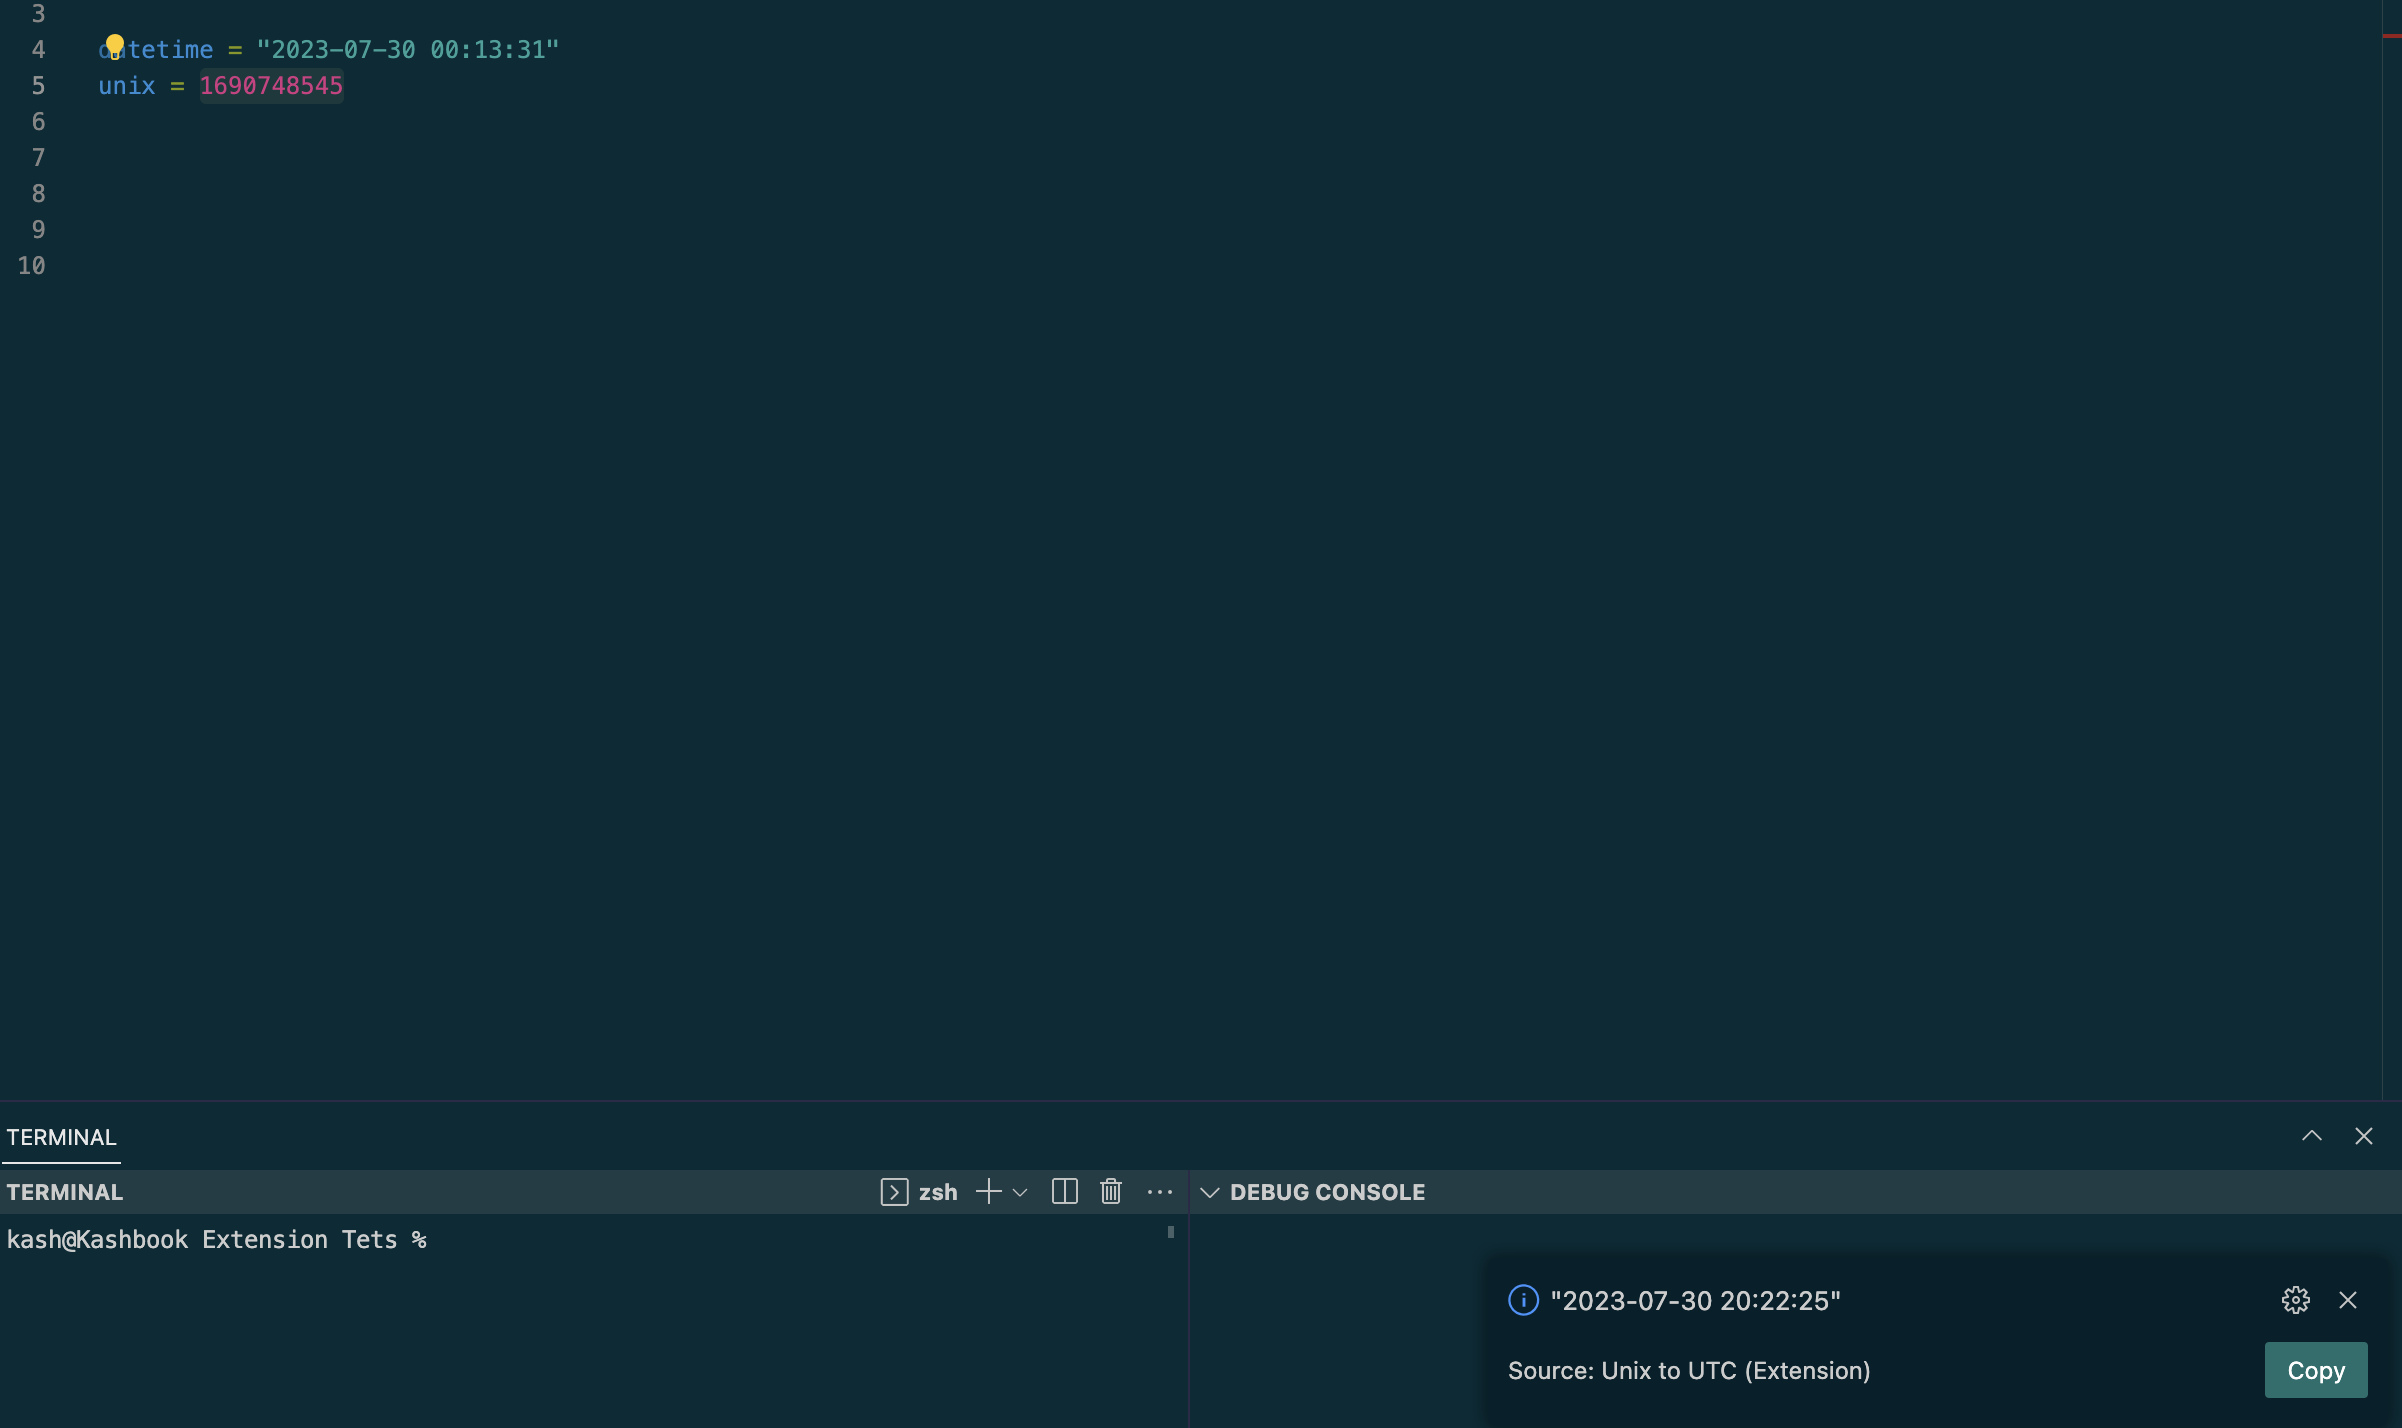 3
4 datetime = "2023-07-30 00:13:31"
5 unix = 1690748545
6
7
8
9
10
TERMINAL
TERMINAL zsh DEBUG CONSOLE
kash@Kashbook Extension Tets %
"2023-07-30 20:22:25"
Source: Unix to UTC (Extension) Copy